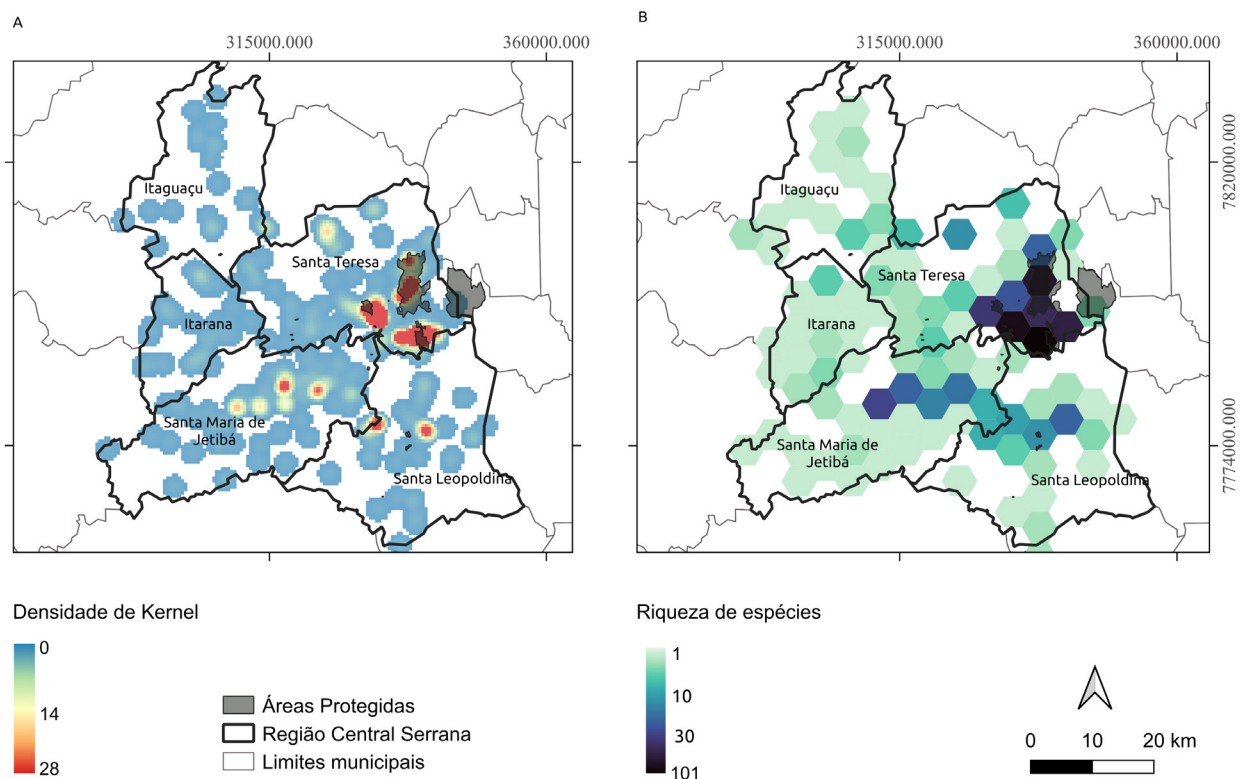 A
B
315000.000
360000.000
315000.000
360000.000
Itaguaçu
Santa Teresa
Itarana
Santa Maria de
Jetibá
Santa Leopoldina
Itaguaçu
Santa Teresa
Itarana
Santa Maria de
Jetibá
Santa Leopoldina
7820000.000
7774000.000
Densidade de Kernel
0
14
28
Áreas Protegidas
Região Central Serrana
Limites municipais
Riqueza de espécies
1
10
30
101
0
10
20 km